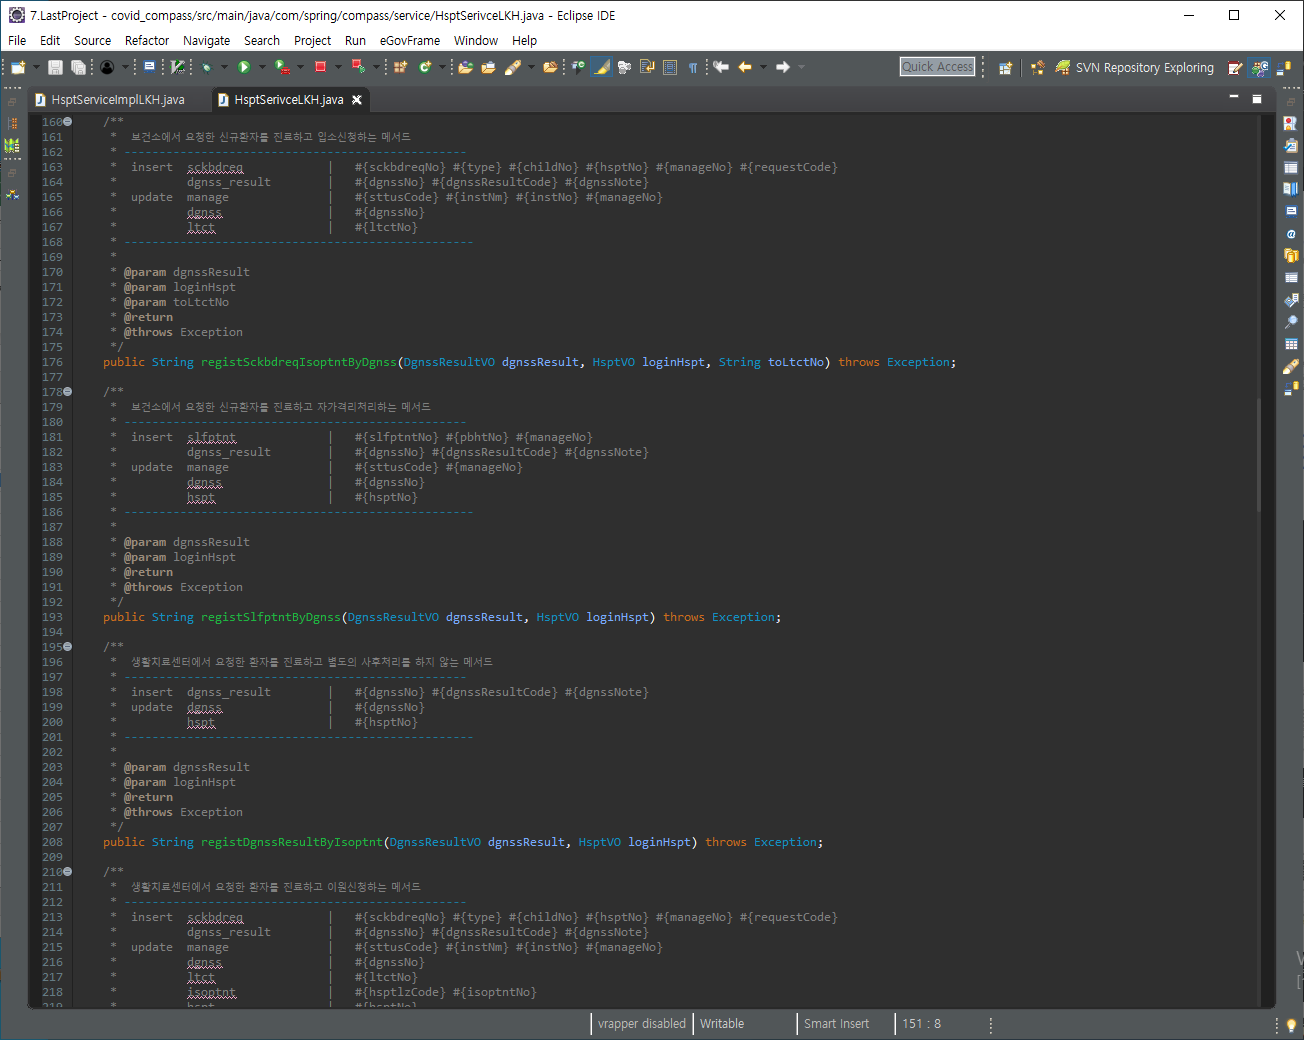 7.LastProject - covid_compass/src/main/java/com/spring/compass/service/HsptSerivceLKH.java - Eclipse IDE
File Edit Source Refactor Navigate Search Project Run eGovFrame Window Help
Quick Access SVN Repository Exploring
HsptServiceImplLKH.java HsptSerivceLKH.java
160 /**
161 * 보건소에서 요청한 신규환자를 진료하고 입소신청하는 메서드
162 * -------------------------------------------------
163 * insert sckbdreq | #{sckbdreqNo} #{type} #{childNo} #{hsptNo} #{manageNo} #{requestCode}
164 * dgnss_result | #{dgnssNo} #{dgnssResultCode} #{dgnssNote}
165 * update manage | #{sttusCode} #{instNm} #{instNo} #{manageNo}
166 * dgnss | #{dgnssNo}
167 * ltct | #{ltctNo}
168 * --------------------------------------------------
169 *
170 * @param dgnssResult
171 * @param loginHspt
172 * @param toLtctNo
173 * @return
174 * @throws Exception
175 */
176 public String registSckbdreqIsoptntByDgnss(DgnssResultVO dgnssResult, HsptVO loginHspt, String toLtctNo) throws Exception;
177
178 /**
179 * 보건소에서 요청한 신규환자를 진료하고 자가격리처리하는 메서드
180 * -------------------------------------------------
181 * insert slfptnt | #{slfptntNo} #{pbhtNo} #{manageNo}
182 * dgnss_result | #{dgnssNo} #{dgnssResultCode} #{dgnssNote}
183 * update manage | #{sttusCode} #{manageNo}
184 * dgnss | #{dgnssNo}
185 * hspt | #{hsptNo}
186 * --------------------------------------------------
187 *
188 * @param dgnssResult
189 * @param loginHspt
190 * @return
191 * @throws Exception
192 */
193 public String registSlfptntByDgnss(DgnssResultVO dgnssResult, HsptVO loginHspt) throws Exception;
194
195 /**
196 * 생활치료센터에서 요청한 환자를 진료하고 별도의 사후처리를 하지 않는 메서드
197 * -------------------------------------------------
198 * insert dgnss_result | #{dgnssNo} #{dgnssResultCode} #{dgnssNote}
199 * update dgnss | #{dgnssNo}
200 * hspt | #{hsptNo}
201 * --------------------------------------------------
202 *
203 * @param dgnssResult
204 * @param loginHspt
205 * @return
206 * @throws Exception
207 */
208 public String registDgnssResultByIsoptnt(DgnssResultVO dgnssResult, HsptVO loginHspt) throws Exception;
209
210 /**
211 * 생활치료센터에서 요청한 환자를 진료하고 이원신청하는 메서드
212 * -------------------------------------------------
213 * insert sckbdreq | #{sckbdreqNo} #{type} #{childNo} #{hsptNo} #{manageNo} #{requestCode}
214 * dgnss_result | #{dgnssNo} #{dgnssResultCode} #{dgnssNote}
215 * update manage | #{sttusCode} #{instNm} #{instNo} #{manageNo}
216 * dgnss | #{dgnssNo}
217 * ltct | #{ltctNo}
218 * isoptnt | #{hsptlzCode} #{isoptntNo}
219 * hspt | #{hsptNo}
vrapper disabled Writable Smart Insert 151 : 8